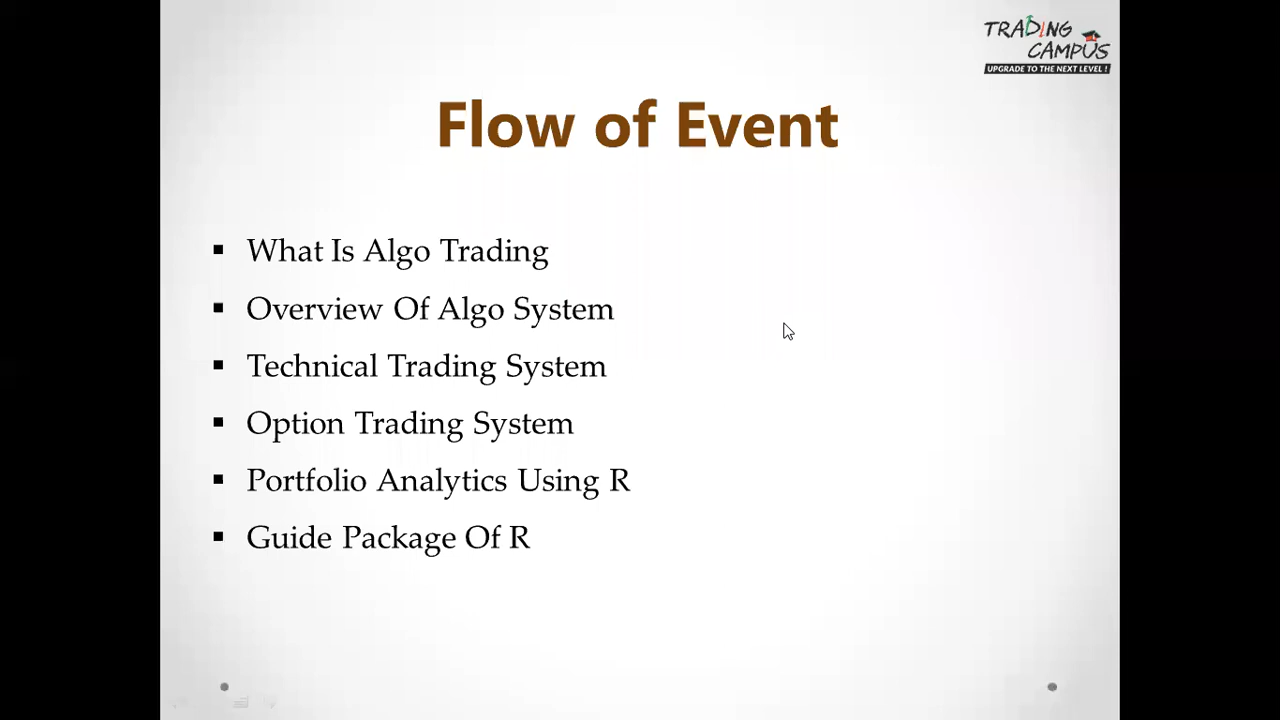 TRADING
CAMPUS
UPGRADE TO THE NEXT LEVEL !
Flow of Event
▪ What Is Algo Trading
▪ Overview Of Algo System
▪ Technical Trading System
▪ Option Trading System
▪ Portfolio Analytics Using R
▪ Guide Package Of R